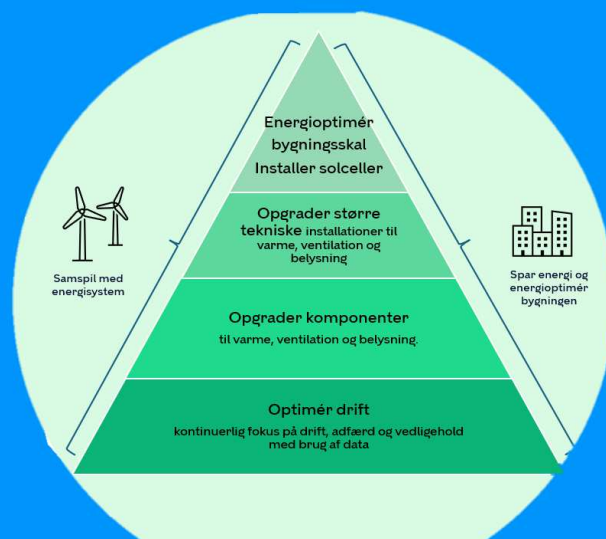 Energioptimér
bygningsskal
Installer solceller
Opgrader større
tekniske installationer til
varme, ventilation og
belysning
Samspil med
energisystem
Spar energi og
energioptimér
bygningen
Opgrader komponenter
til varme, ventilation og belysning.
Optimér drift
kontinuerlig fokus på drift, adfærd og vedligehold
med brug af data